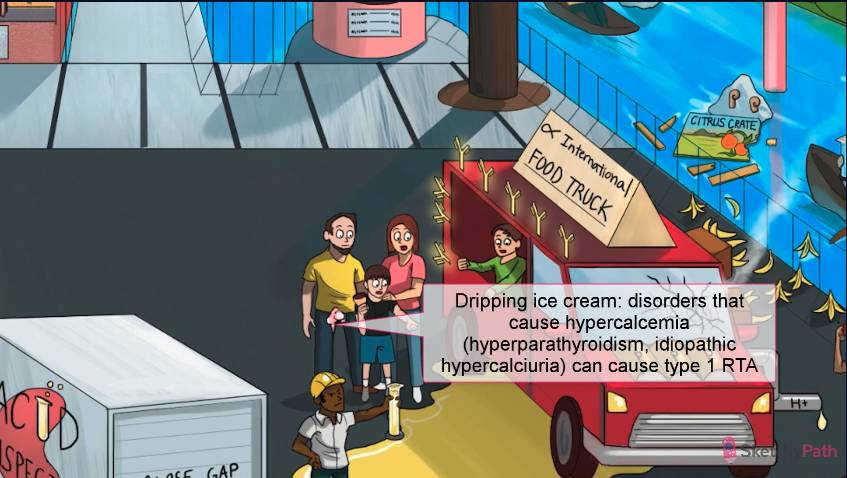 CITRUS CRATE
∝ International
FOOD TRUCK
Dripping ice cream: disorders that
cause hypercalcemia
(hyperparathyroidism, idiopathic
hypercalciuria) can cause type 1 RTA
H+
ACID
GAP
SketchyPath